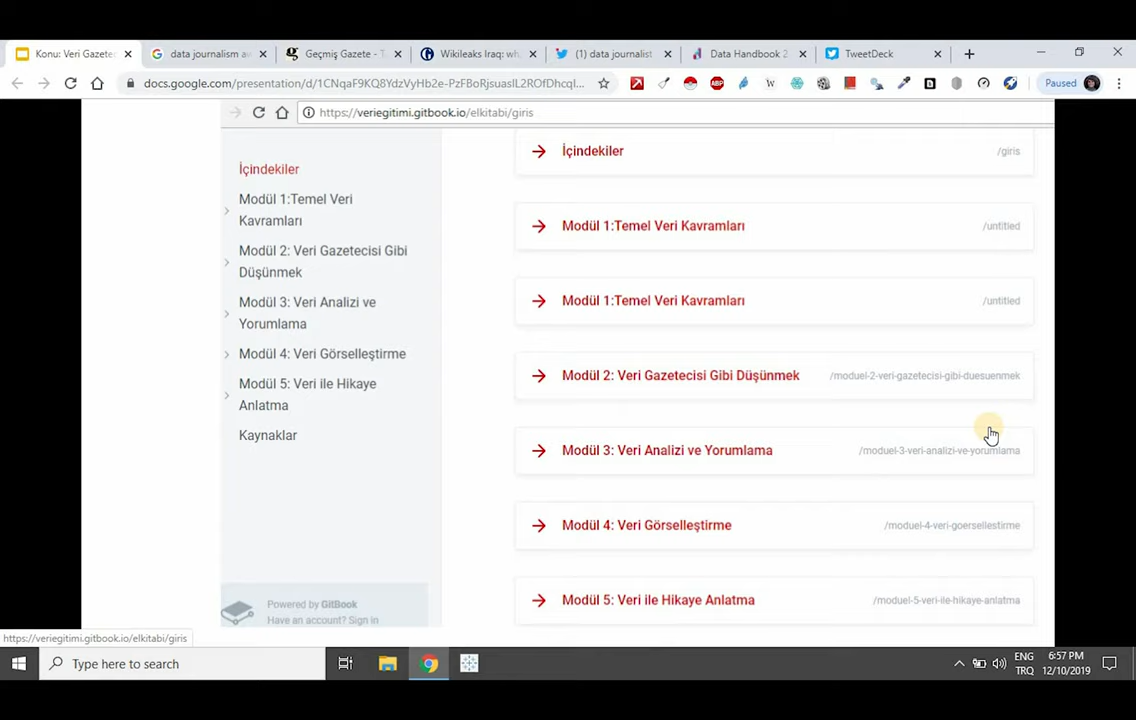 Konu: Veri Gazetec
data journalism aw
Geçmiş Gazete - T
Wikileaks Iraq: wh
(1) data journalist
Data Handbook 2
TweetDeck
docs.google.com/presentation/d/1CNqaF9KQ8YdzVyHb2e-PzFBoRjsuaslL2ROfDhcql...
Paused
https://veriegitimi.gitbook.io/elkitabi/giris
İçindekiler
Modül 1:Temel Veri
Kavramları
Modül 2: Veri Gazetecisi Gibi
Düşünmek
Modül 3: Veri Analizi ve
Yorumlama
Modül 4: Veri Görselleştirme
Modül 5: Veri ile Hikaye
Anlatma
Kaynaklar
Powered by GitBook
Have an account? Sign in
İçindekiler /giris
Modül 1:Temel Veri Kavramları /untitled
Modül 1:Temel Veri Kavramları /untitled
Modül 2: Veri Gazetecisi Gibi Düşünmek /moduel-2-veri-gazetecisi-gibi-duesuenmek
Modül 3: Veri Analizi ve Yorumlama /moduel-3-veri-analizi-ve-yorumlama
Modül 4: Veri Görselleştirme /moduel-4-veri-goersellestirme
Modül 5: Veri ile Hikaye Anlatma /moduel-5-veri-ile-hikaye-anlatma
https://veriegitimi.gitbook.io/elkitabi/giris
Type here to search
ENG
TRQ
6:57 PM
12/10/2019